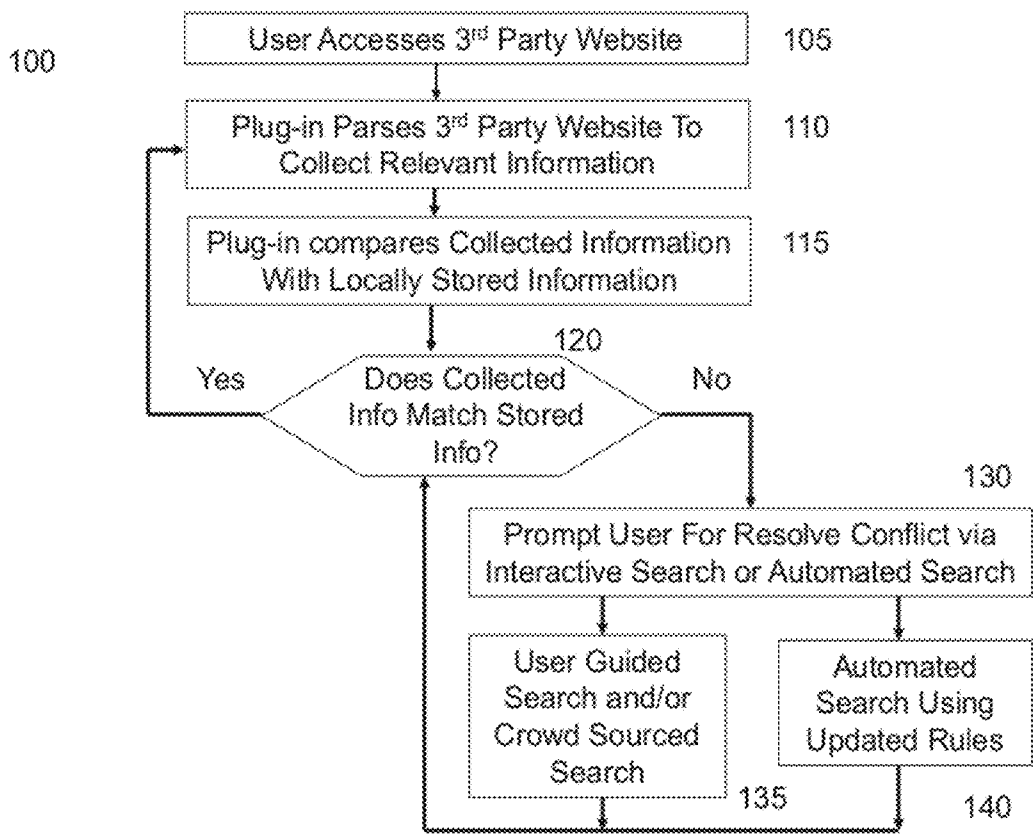 100
User Accesses 3rd Party Website
105
Plug-in Parses 3rd Party Website To
Collect Relevant Information
110
Plug-in compares Collected Information
With Locally Stored Information
115
120
Yes
Does Collected
Info Match Stored
Info?
No
130
Prompt User For Resolve Conflict via
Interactive Search or Automated Search
User Guided
Search and/or
Crowd Sourced
Search
135
Automated
Search Using
Updated Rules
140